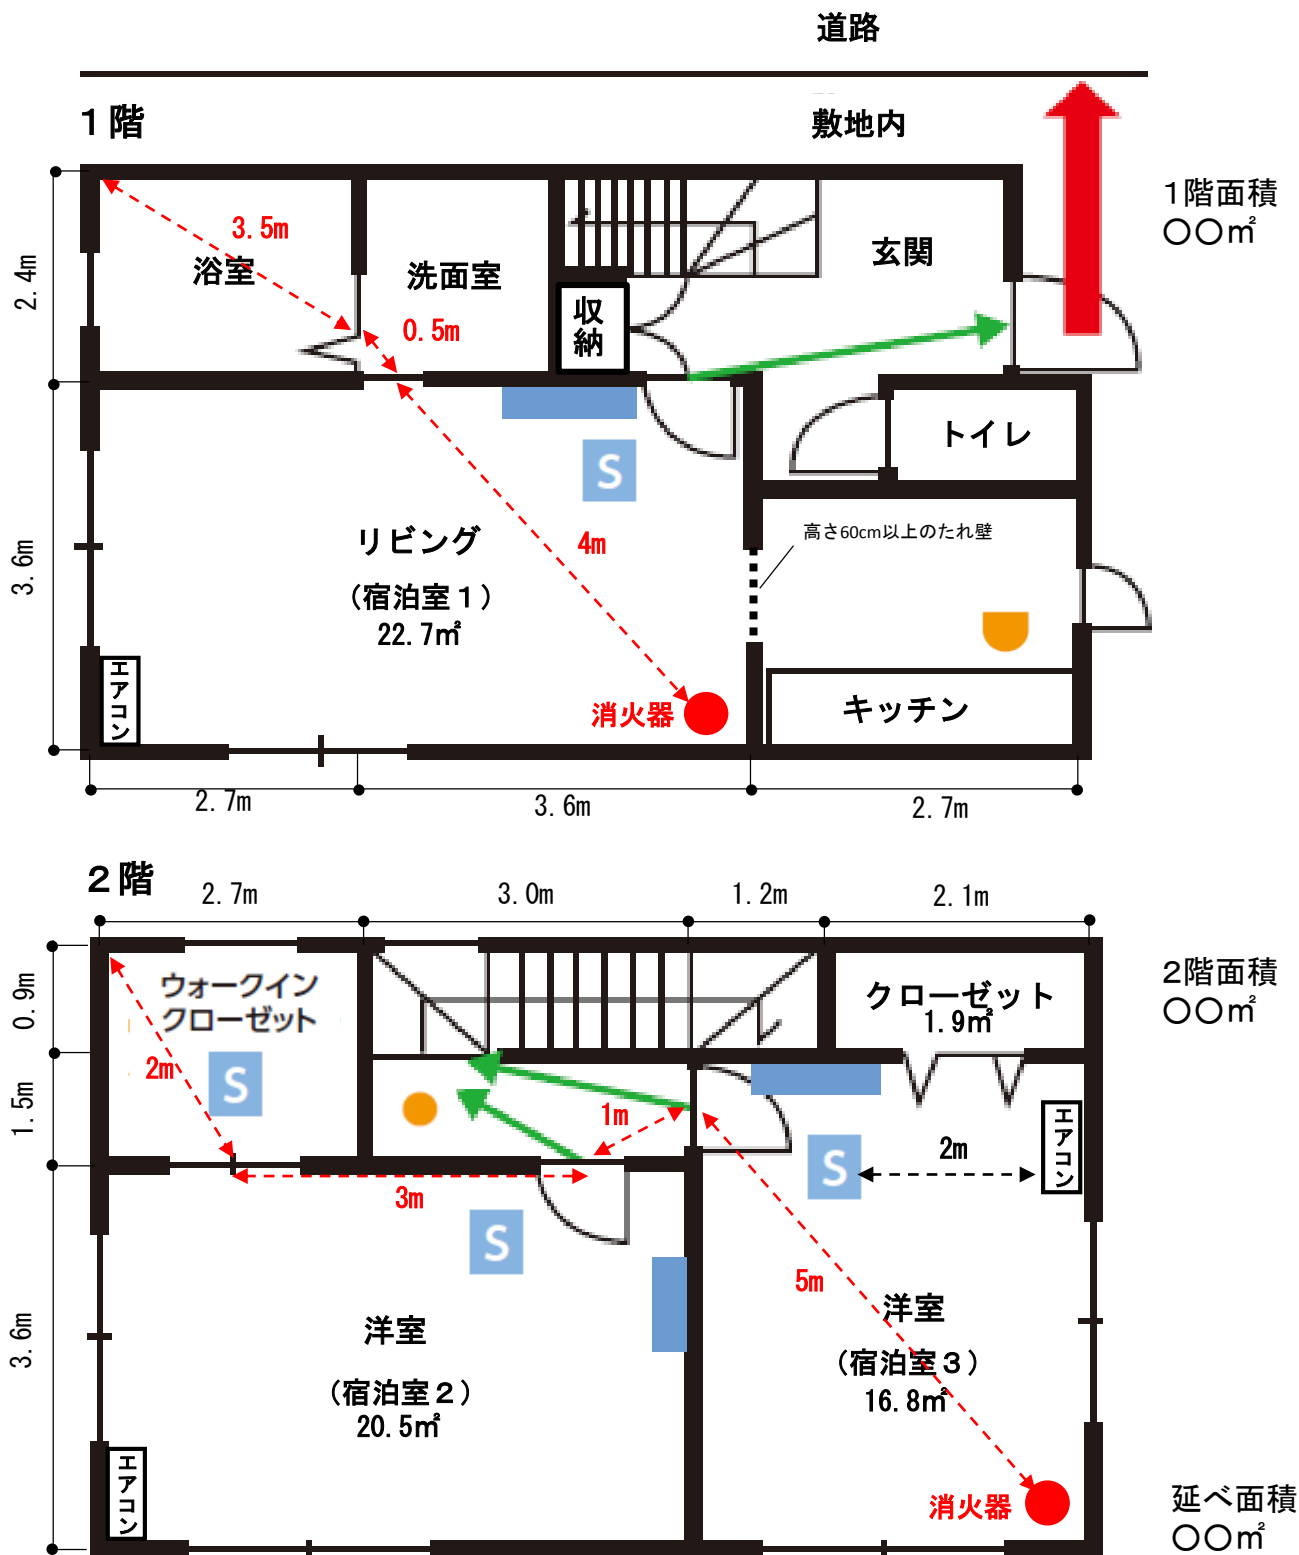 道路
1階
敷地内
1階面積
〇〇㎡
3.5m
浴室
洗面室
0.5m
収納
玄関
2.4m
トイレ
S
リビング
(宿泊室1)
22.7㎡
4m
高さ60cm以上のたれ壁
3.6m
エアコン
消火器
キッチン
2.7m
3.6m
2.7m
2階
2.7m
3.0m
1.2m
2.1m
2階面積
〇〇㎡
0.9m
ウォークイン
クローゼット
クローゼット
1.9㎡
2m
S
1m
1.5m
S
2m
エアコン
3m
S
5m
3.6m
洋室
(宿泊室2)
20.5㎡
洋室
(宿泊室3)
16.8㎡
エアコン
消火器
延べ面積
〇〇㎡